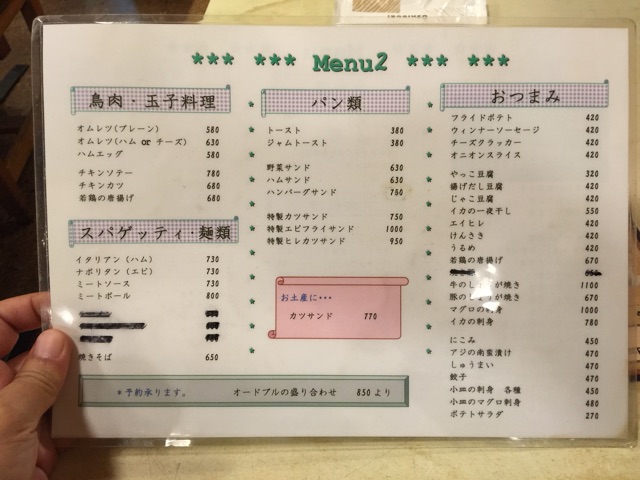 *** *** Menu2 *** ***
鳥肉・玉子料理
オムレツ(プレーン) 580
オムレツ(ハム or チーズ) 630
ハムエッグ 580
チキンソテー 780
チキンカツ 680
若鶏の唐揚げ 680
スパゲッティ・麺類
イタリアン(ハム) 730
ナポリタン(エビ) 730
ミートソース 730
ミートボール 800
焼きそば 650
パン類
トースト 380
ジャムトースト 380
野菜サンド 630
ハムサンド 630
ハンバーグサンド 750
特製カツサンド 750
特製エビフライサンド 1000
特製ヒレカツサンド 950
お土産に・・・
カツサンド 770
おつまみ
フライドポテト 420
ウィンナーソーセージ 420
チーズクラッカー 420
オニオンスライス 420
やっこ豆腐 320
揚げだし豆腐 420
じゃこ豆腐 420
イカの一夜干し 550
エイヒレ 420
けんさき 420
うるめ 420
若鶏の唐揚げ 670
牛のしょうが焼き 1100
豚のしょうが焼き 670
マグロの刺身 1000
イカの刺身 780
にこみ 450
アジの南蛮漬け 470
しゅうまい 470
餃子 470
小皿の刺身 各種 450
小皿のマグロ刺身 480
ポテトサラダ 270
*予約承ります。 オードブルの盛り合わせ 850より